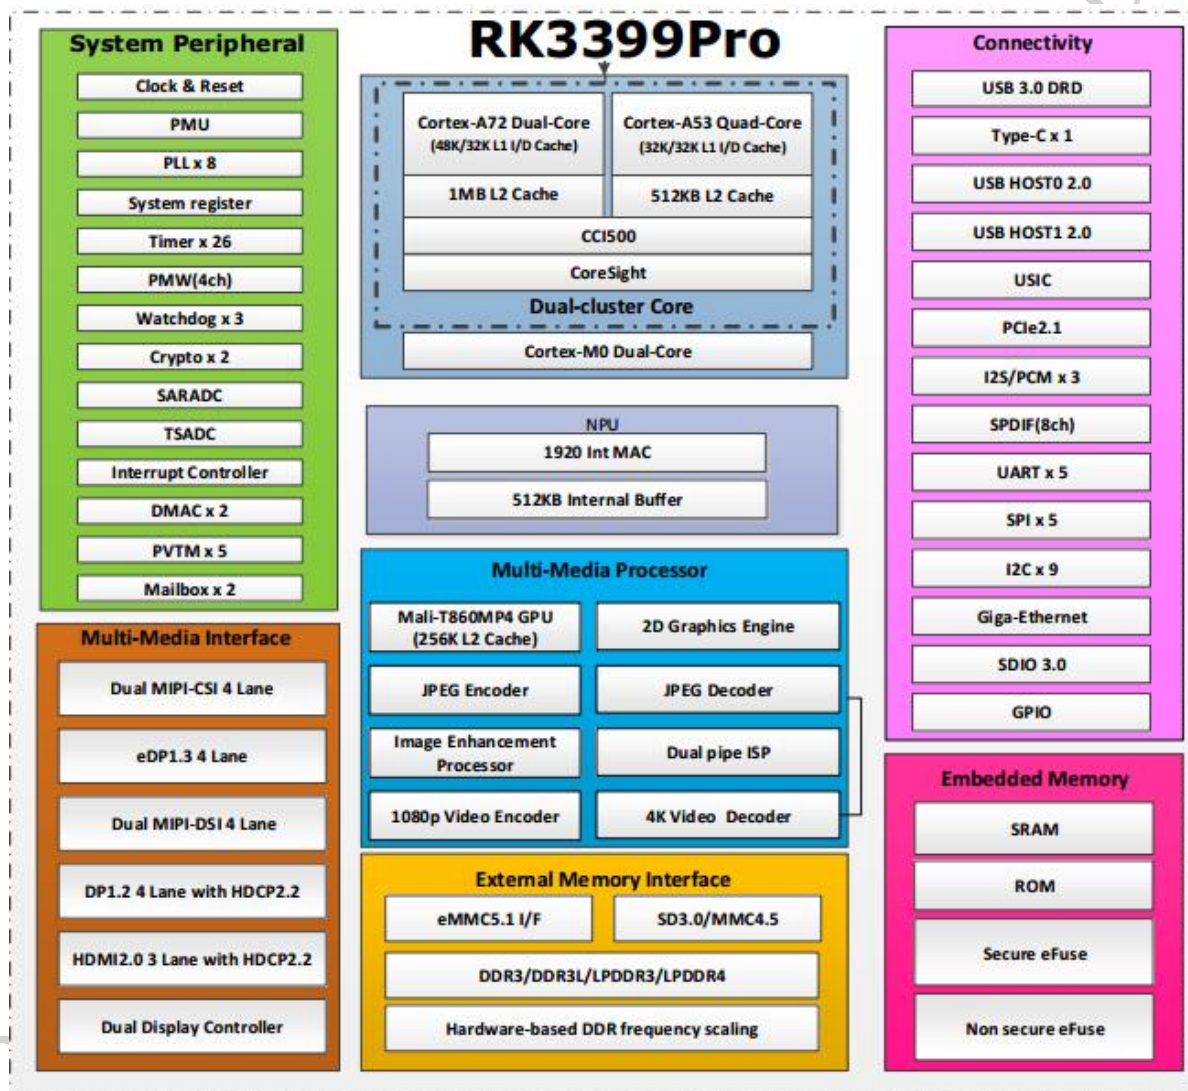 RK3399Pro
System Peripheral
Clock & Reset
PMU
PLL x 8
System register
Timer x 26
PMW(4ch)
Watchdog x 3
Crypto x 2
SARADC
TSADC
Interrupt Controller
DMAC x 2
PVTM x 5
Mailbox x 2
Multi-Media Interface
Dual MIPI-CSI 4 Lane
eDP1.3 4 Lane
Dual MIPI-DSI 4 Lane
DP1.2 4 Lane with HDCP2.2
HDMI2.0 3 Lane with HDCP2.2
Dual Display Controller
Cortex-A72 Dual-Core
(48K/32K L1 I/D Cache)
Cortex-A53 Quad-Core
(32K/32K L1 I/D Cache)
1MB L2 Cache
512KB L2 Cache
CCI500
CoreSight
Dual-cluster Core
Cortex-M0 Dual-Core
NPU
1920 Int MAC
512KB Internal Buffer
Multi-Media Processor
Mali-T860MP4 GPU
(256K L2 Cache)
2D Graphics Engine
JPEG Encoder
JPEG Decoder
Image Enhancement
Processor
Dual pipe ISP
1080p Video Encoder
4K Video Decoder
External Memory Interface
eMMC5.1 I/F
SD3.0/MMC4.5
DDR3/DDR3L/LPDDR3/LPDDR4
Hardware-based DDR frequency scaling
Connectivity
USB 3.0 DRD
Type-C x 1
USB HOST0 2.0
USB HOST1 2.0
USIC
PCIe2.1
I2S/PCM x 3
SPDIF(8ch)
UART x 5
SPI x 5
I2C x 9
Giga-Ethernet
SDIO 3.0
GPIO
Embedded Memory
SRAM
ROM
Secure eFuse
Non secure eFuse